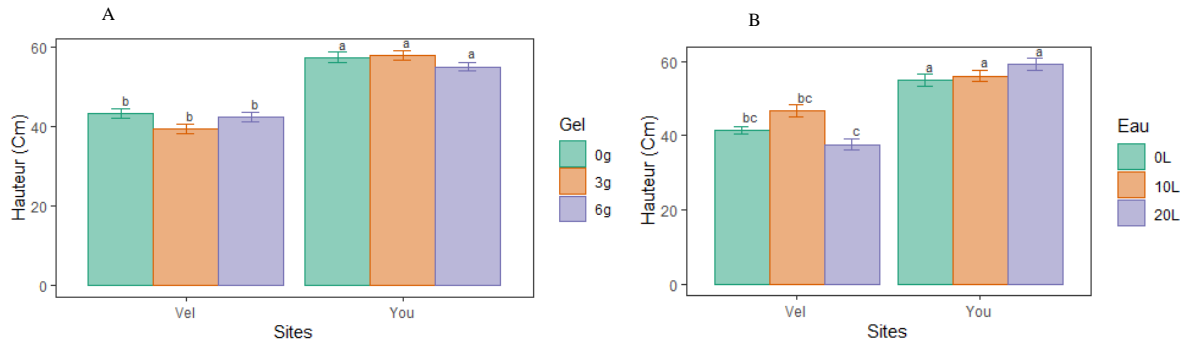 A
60
40
20
0
Hauteur (Cm)
b
b
b
a
a
a
Vel
You
Sites
Gel
0g
3g
6g
B
60
40
20
0
Hauteur (Cm)
bc
bc
c
a
a
a
Vel
You
Sites
Eau
0L
10L
20L